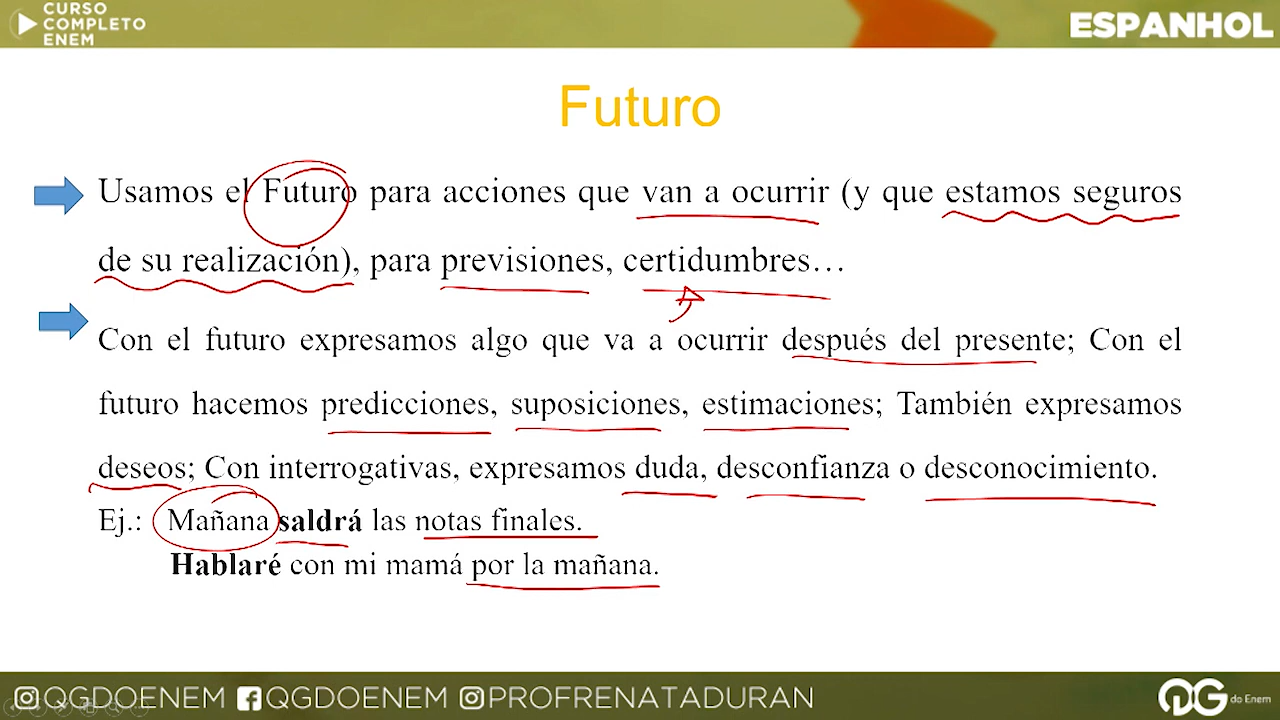 CURSO
COMPLETO
ENEM
ESPANHOL
Futuro
Usamos el Futuro para acciones que van a ocurrir (y que estamos seguros
de su realización), para previsiones, certidumbres…
Con el futuro expresamos algo que va a ocurrir después del presente; Con el
futuro hacemos predicciones, suposiciones, estimaciones; También expresamos
deseos; Con interrogativas, expresamos duda, desconfianza o desconocimiento.
Ej.: Mañana saldrá las notas finales.
Hablaré con mi mamá por la mañana.
@QGDOENEM QGDOENEM @PROFRENATADURAN
QG do Enem